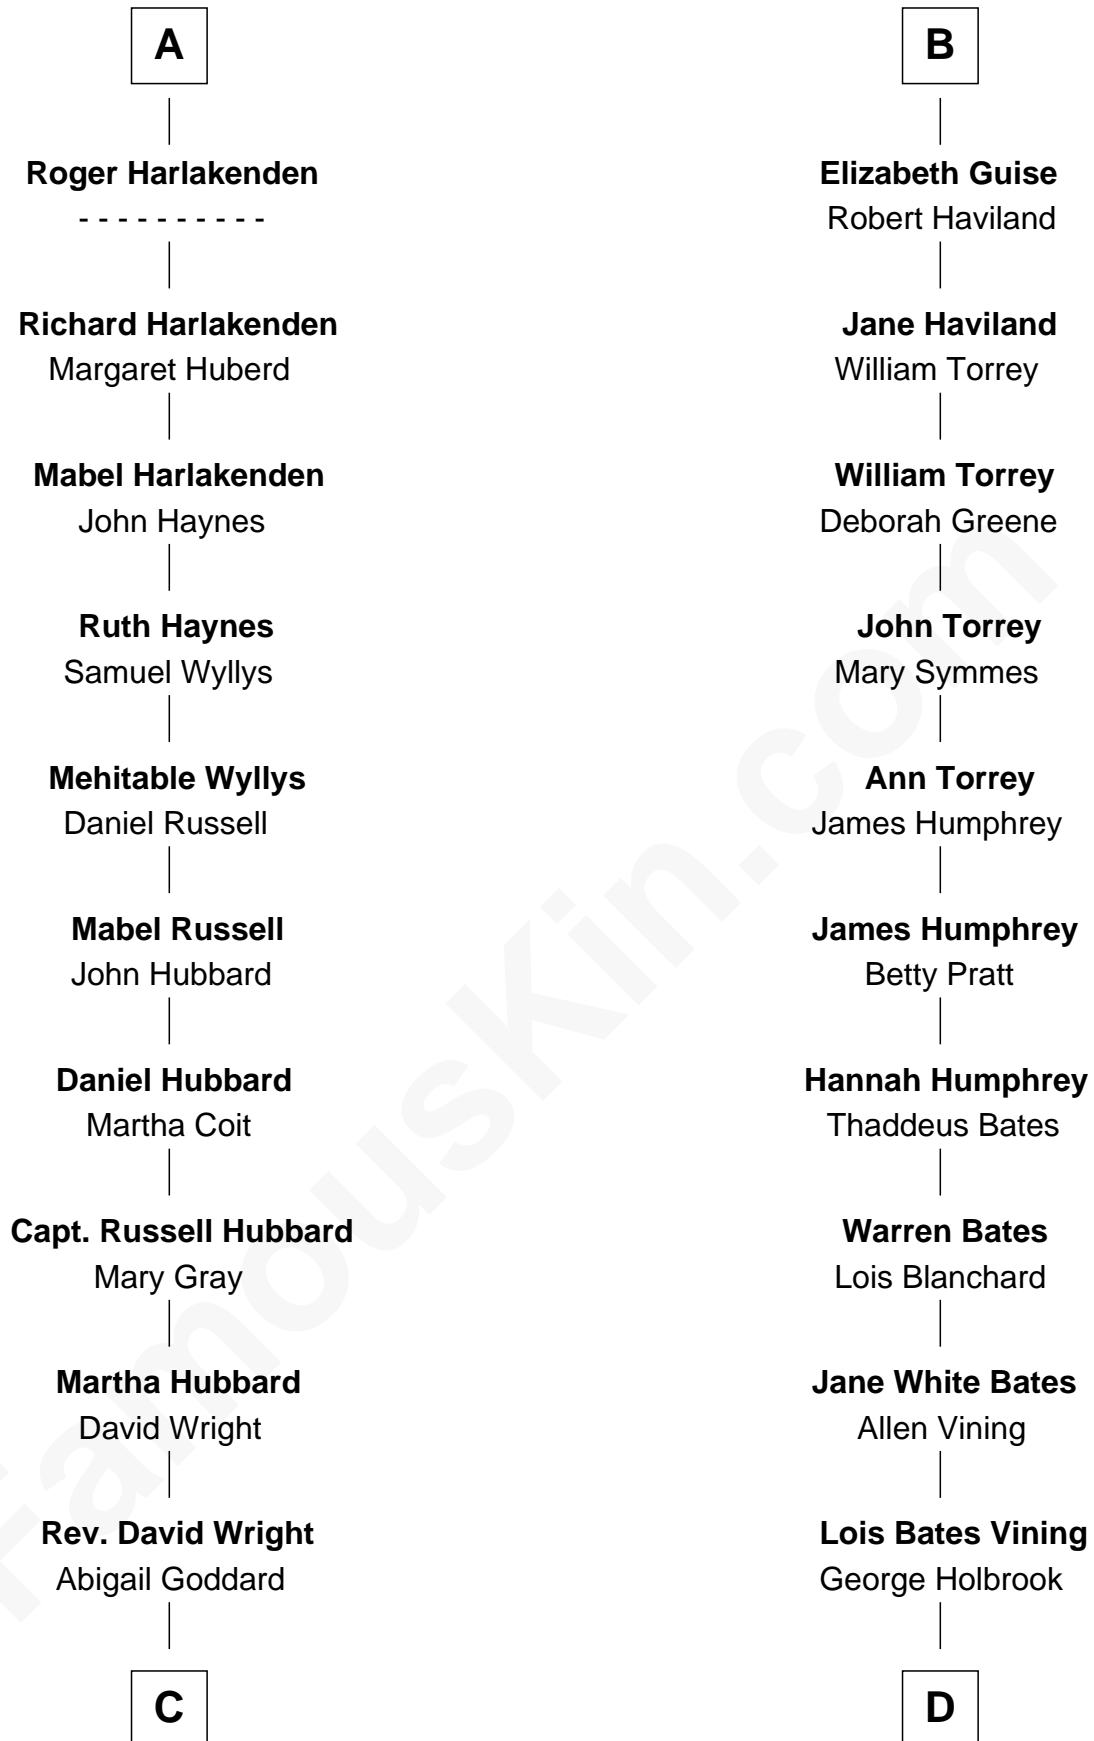 A
Roger Harlakenden
- - - - - - - - - -
Richard Harlakenden
Margaret Huberd
Mabel Harlakenden
John Haynes
Ruth Haynes
Samuel Wyllys
Mehitable Wyllys
Daniel Russell
Mabel Russell
John Hubbard
Daniel Hubbard
Martha Coit
Capt. Russell Hubbard
Mary Gray
Martha Hubbard
David Wright
Rev. David Wright
Abigail Goddard
C
B
Elizabeth Guise
Robert Haviland
Jane Haviland
William Torrey
William Torrey
Deborah Greene
John Torrey
Mary Symmes
Ann Torrey
James Humphrey
James Humphrey
Betty Pratt
Hannah Humphrey
Thaddeus Bates
Warren Bates
Lois Blanchard
Jane White Bates
Allen Vining
Lois Bates Vining
George Holbrook
D
FamousKin.com